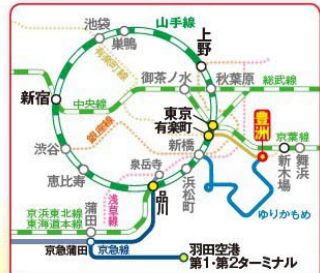 池袋
山手線
巣鴨
上野
有楽町線
御茶ノ水
秋葉原
総武線
新宿
中央線
東京
有楽町
豊洲
銀座線
京葉線
渋谷
新橋
泉岳寺
新木場
舞浜
恵比寿
浜松町
浅草線
品川
京浜東北線
東海道本線
蒲田
ゆりかもめ
京急蒲田
京急線
羽田空港
第1・第2ターミナル